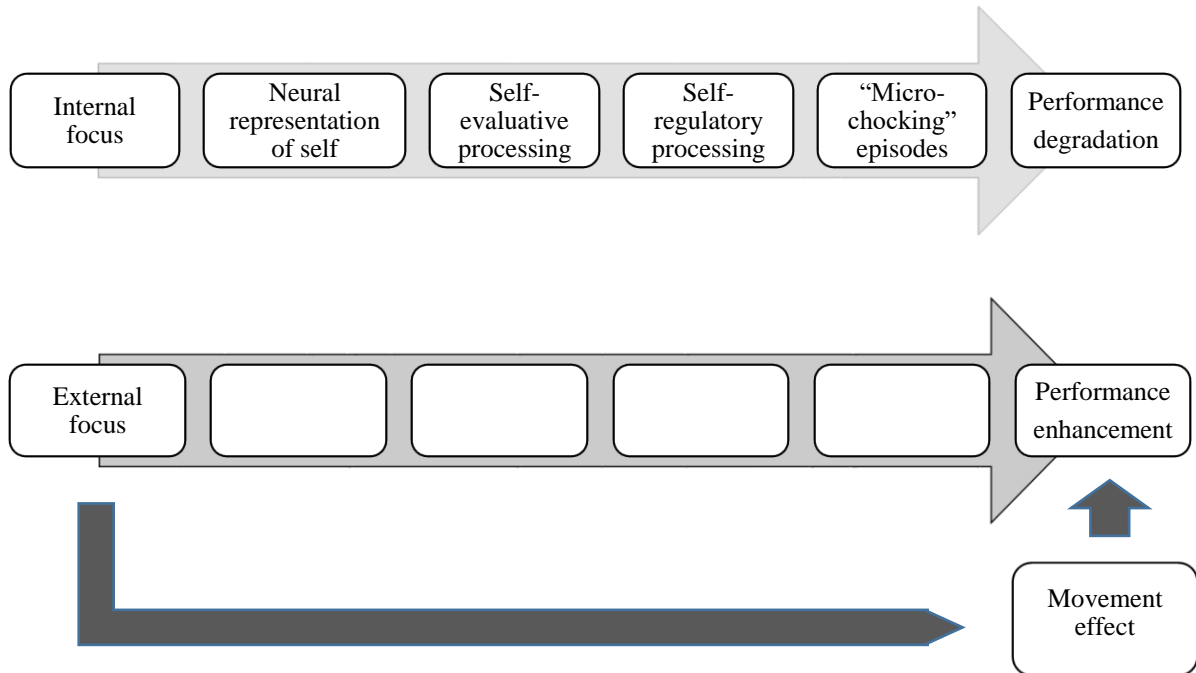 Internal
focus
Neural
representation
of self
Self-
evaluative
processing
Self-
regulatory
processing
“Micro-
chocking”
episodes
Performance
degradation
External
focus
Performance
enhancement
Movement
effect